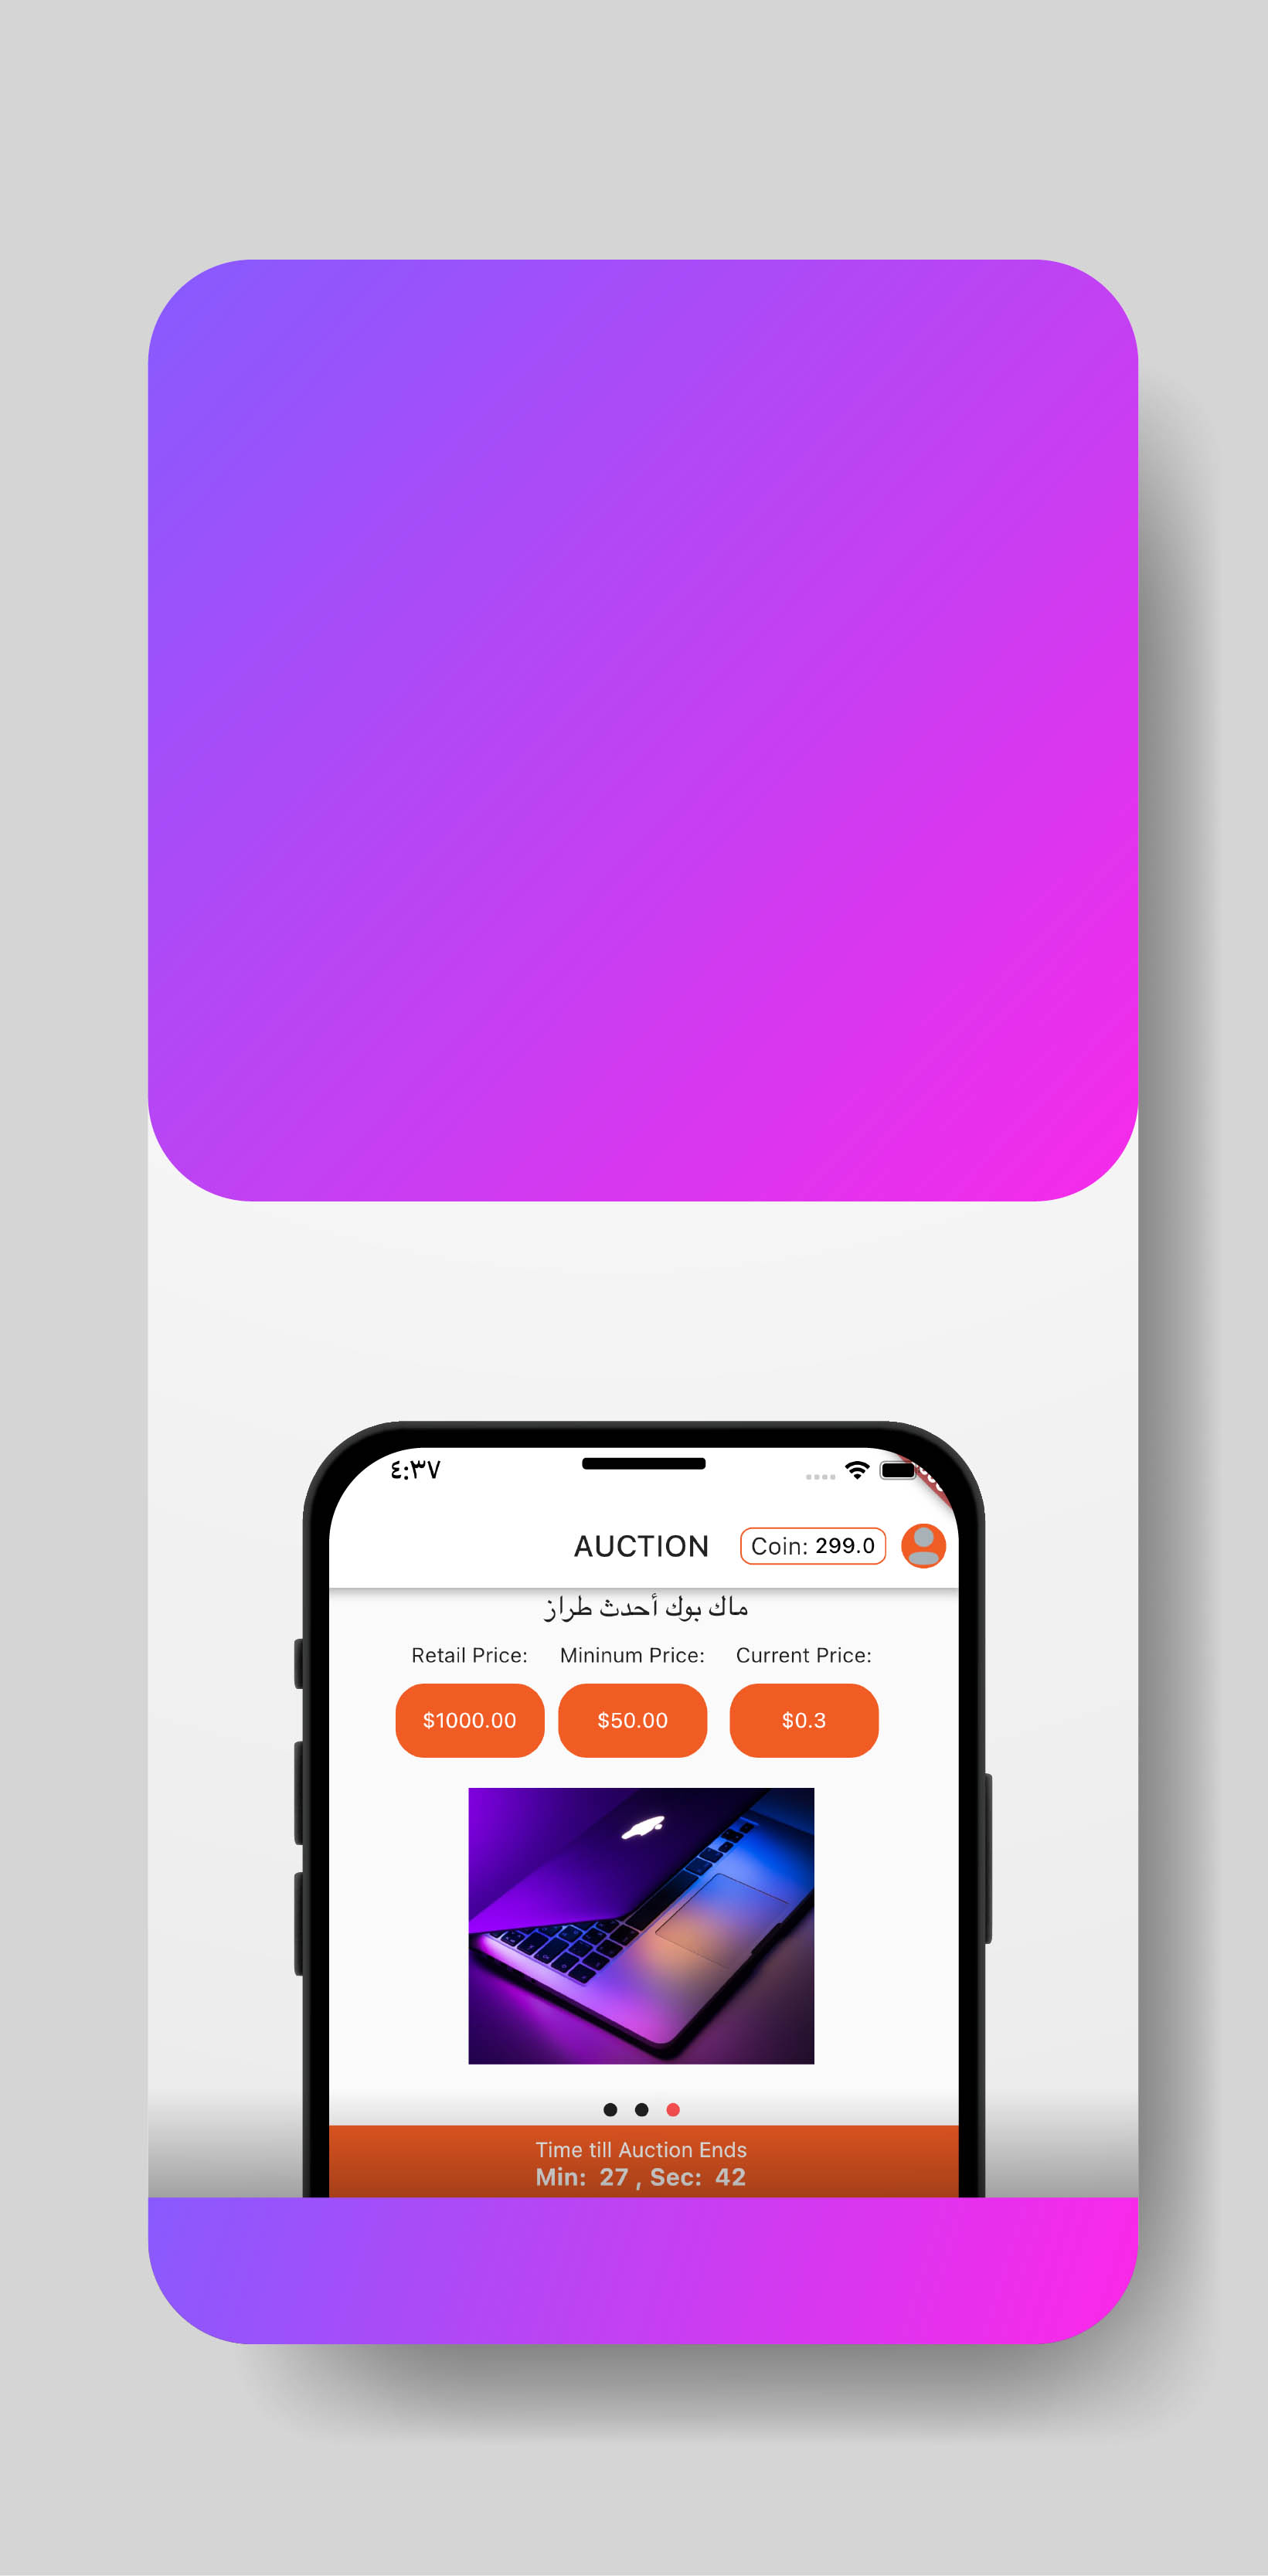 ٤:٣٧
AUCTION Coin: 299.0
ماك بوك أحدث طراز
Retail Price: Mininum Price: Current Price:
$1000.00 $50.00 $0.3
Time till Auction Ends
Min: 27 , Sec: 42